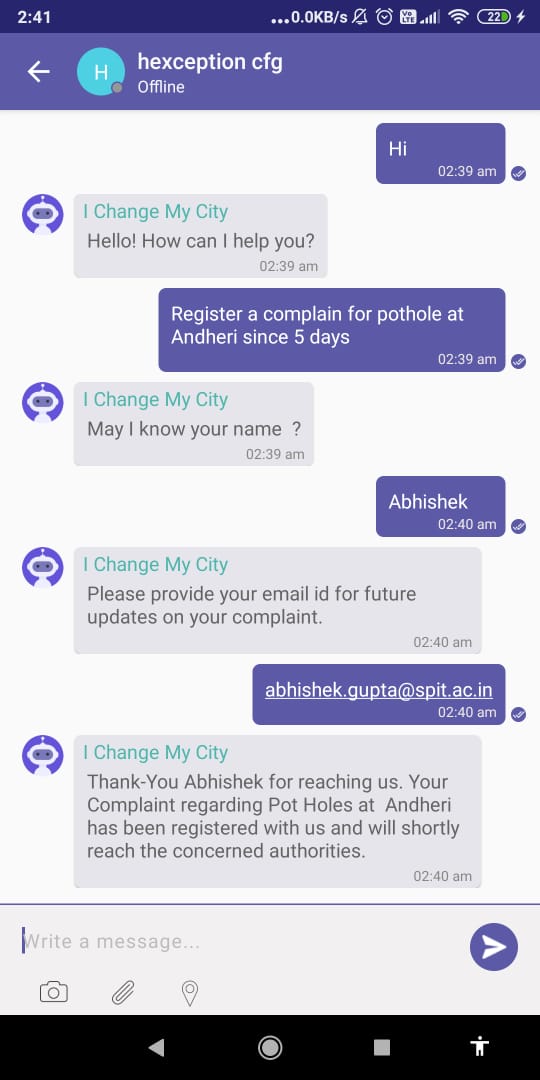 2:41
...0.0KB/s
Vo
LTE
22
H
hexception cfg
Offline
Hi
02:39 am
I Change My City
Hello! How can I help you?
02:39 am
Register a complain for pothole at
Andheri since 5 days
02:39 am
I Change My City
May I know your name  ?
02:39 am
Abhishek
02:40 am
I Change My City
Please provide your email id for future
updates on your complaint.
02:40 am
abhishek.gupta@spit.ac.in
02:40 am
I Change My City
Thank-You Abhishek for reaching us. Your
Complaint regarding Pot Holes at  Andheri
has been registered with us and will shortly
reach the concerned authorities.
02:40 am
Write a message...